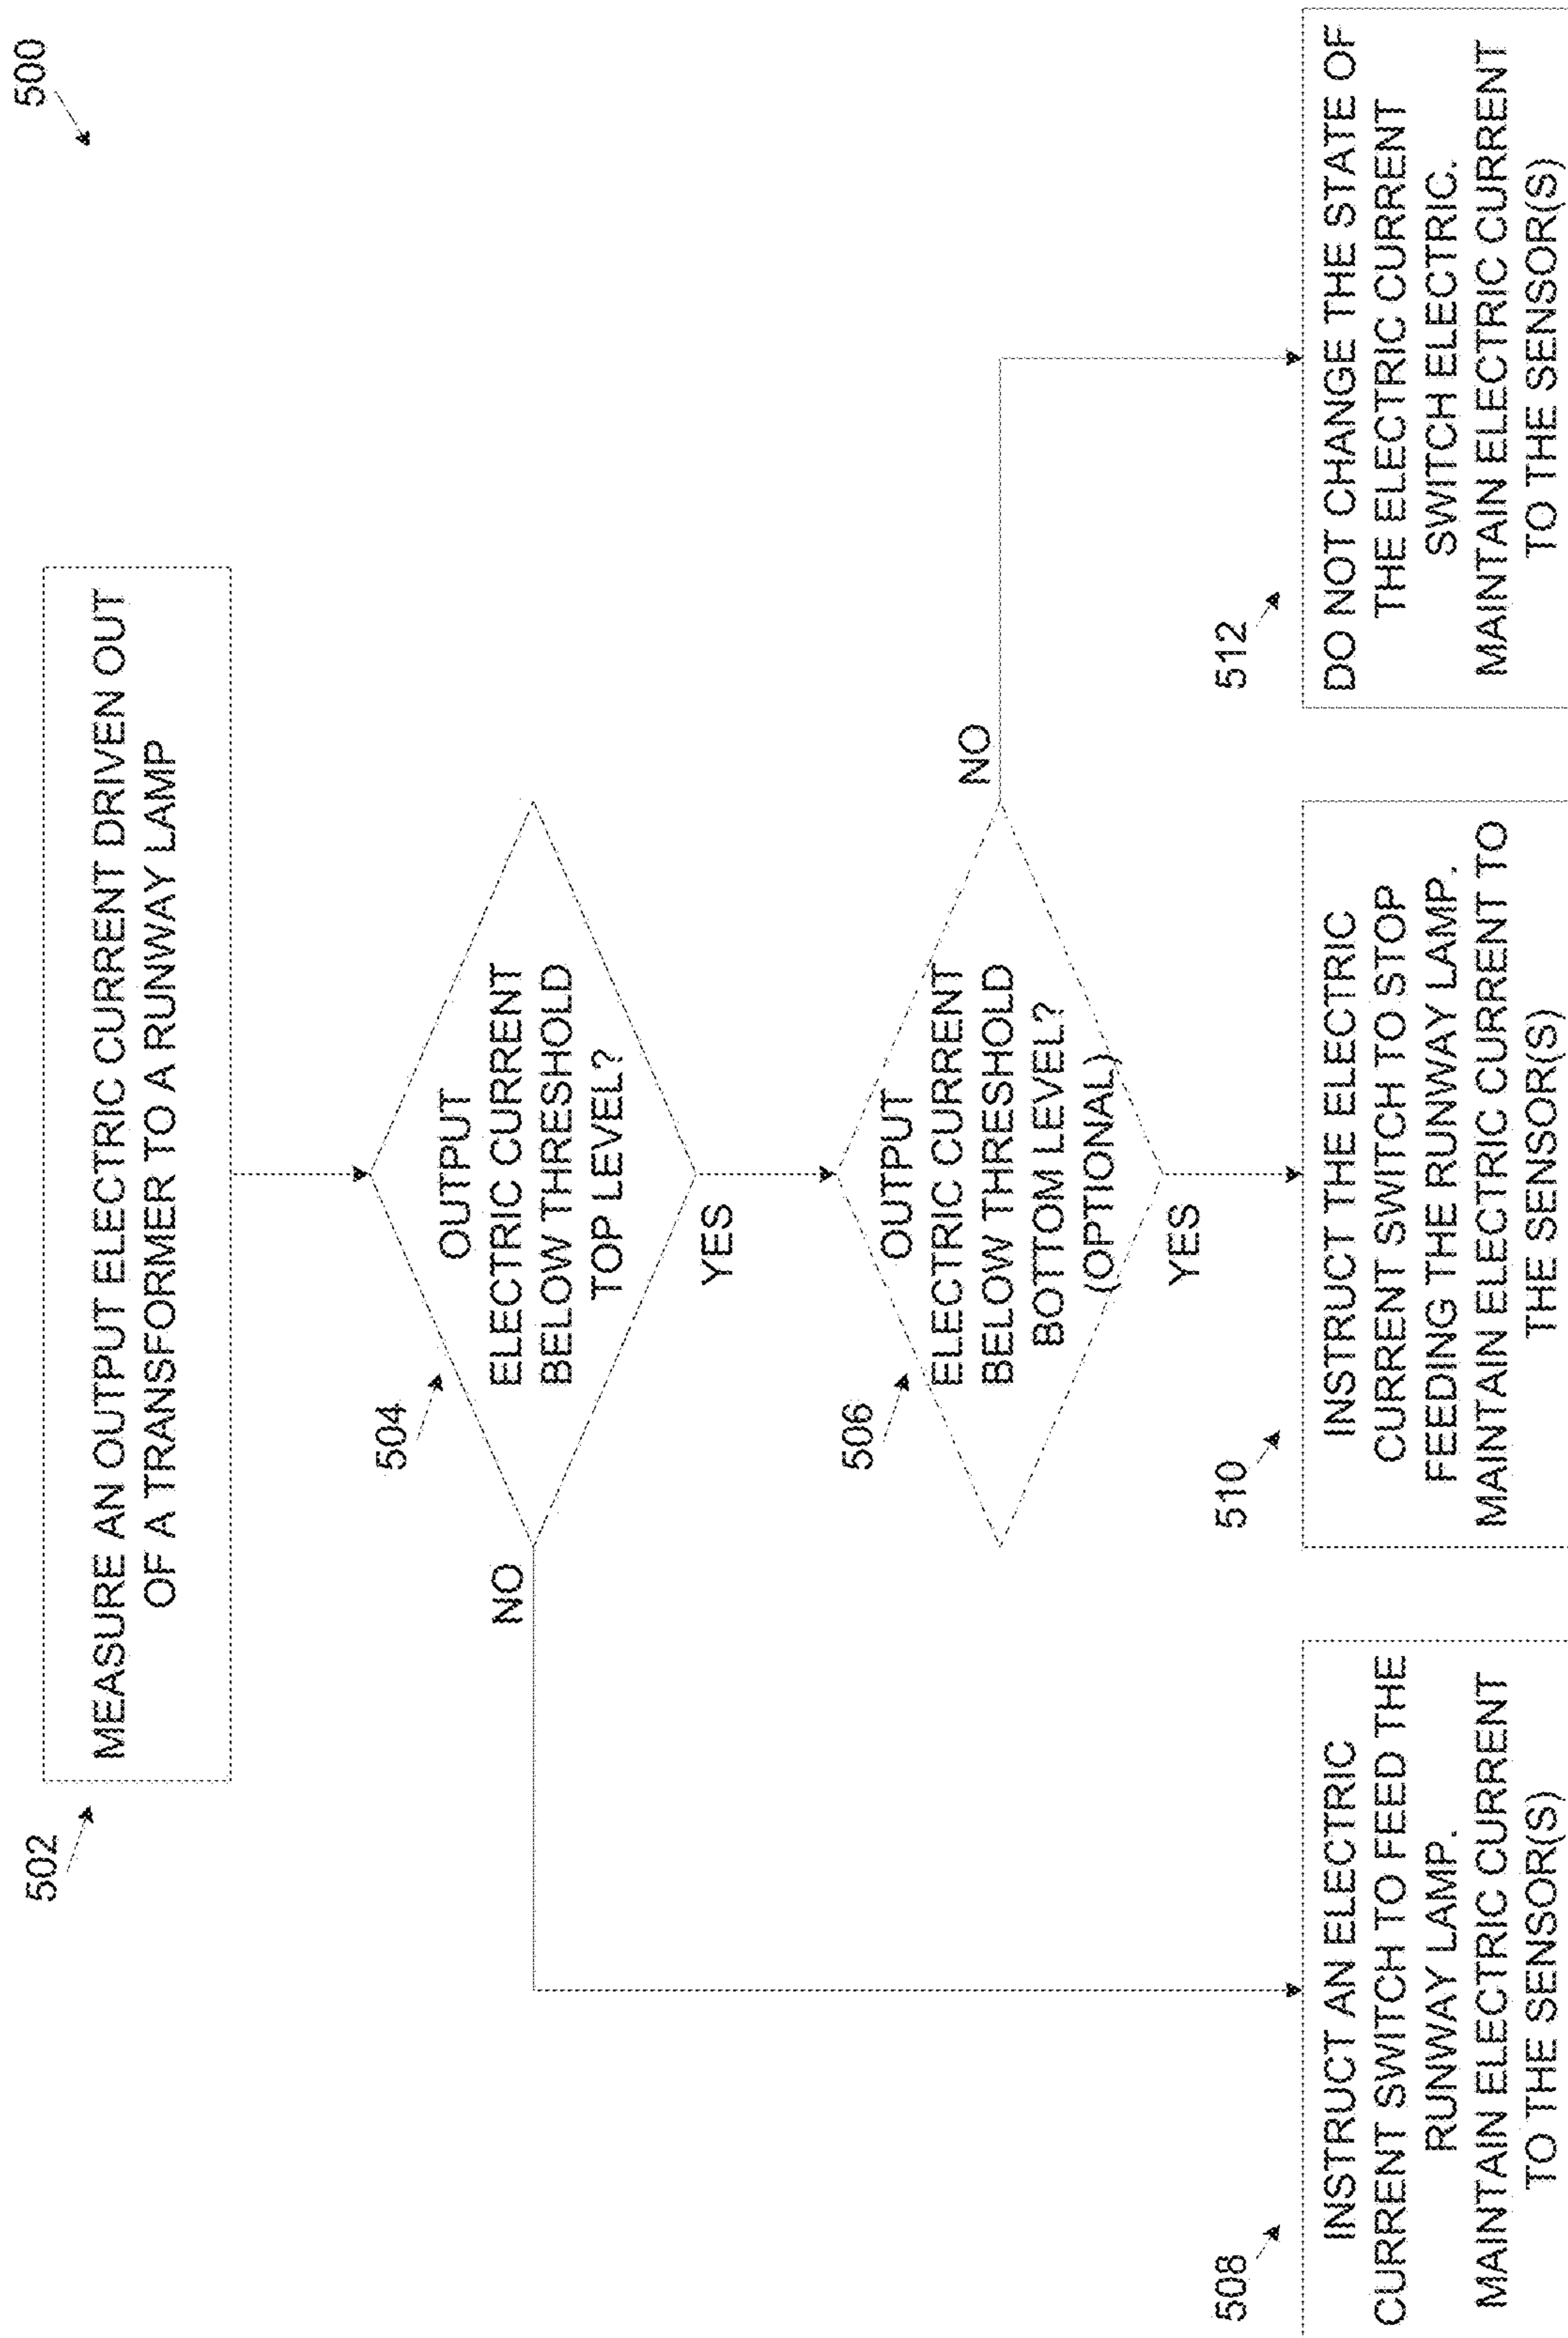 500
502
MEASURE AN OUTPUT ELECTRIC CURRENT DRIVEN OUT
OF A TRANSFORMER TO A RUNWAY LAMP
504
OUTPUT
ELECTRIC CURRENT
BELOW THRESHOLD
TOP LEVEL?
NO
YES
506
OUTPUT
ELECTRIC CURRENT
BELOW THRESHOLD
BOTTOM LEVEL?
(OPTIONAL)
NO
YES
508
INSTRUCT AN ELECTRIC
CURRENT SWITCH TO FEED THE
RUNWAY LAMP.
MAINTAIN ELECTRIC CURRENT
TO THE SENSOR(S)
510
INSTRUCT THE ELECTRIC
CURRENT SWITCH TO STOP
FEEDING THE RUNWAY LAMP.
MAINTAIN ELECTRIC CURRENT TO
THE SENSOR(S)
512
DO NOT CHANGE THE STATE OF
THE ELECTRIC CURRENT
SWITCH ELECTRIC.
MAINTAIN ELECTRIC CURRENT
TO THE SENSOR(S)